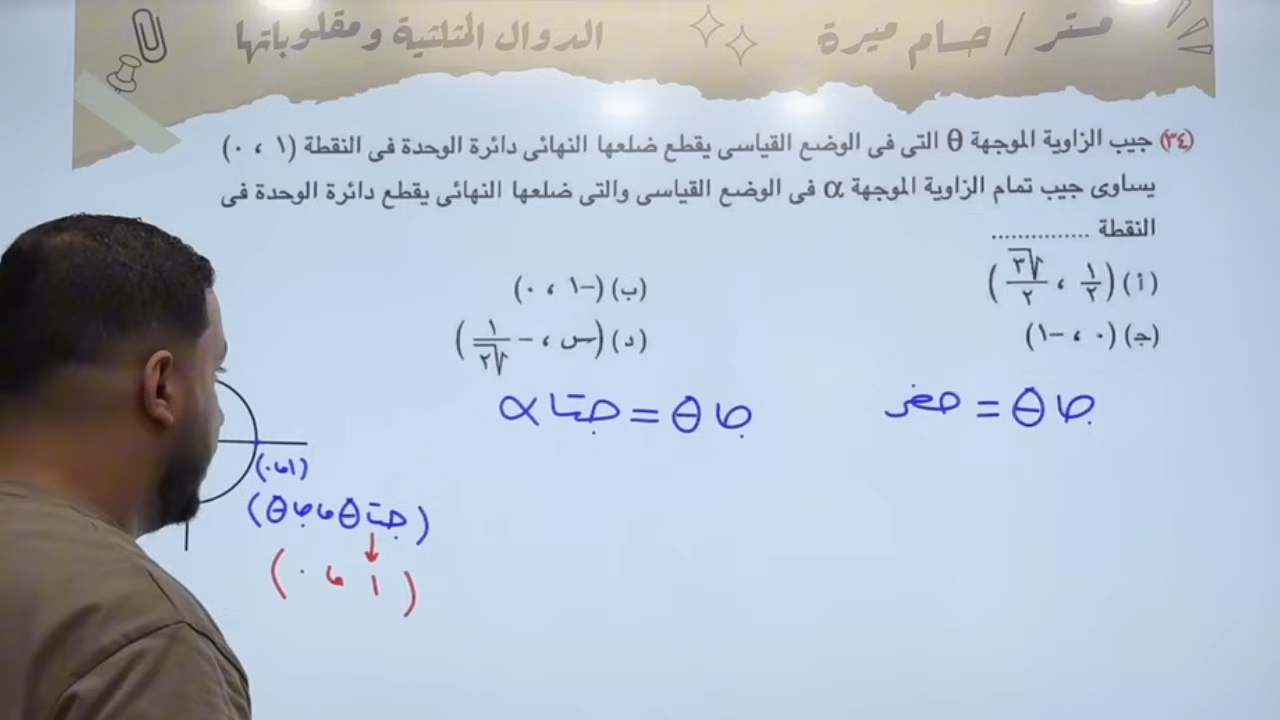 مستر / حسام ميرة
الدوال المثلثية ومقلوباتها
(٣٤) جيب الزاوية الموجهة θ التى فى الوضع القياسى يقطع ضلعها النهائى دائرة الوحدة فى النقطة (١ ، ٠)
يساوى جيب تمام الزاوية الموجهة α فى الوضع القياسى والتى ضلعها النهائى يقطع دائرة الوحدة فى
النقطة ...............
(أ) (١/٢ ، √٣/٢)
(ب) (-١ ، ٠)
(جـ) (٠ ، -١)
(د) (س ، -١/√٢)
جا θ = صفر
جا θ = جتا α
(١ ، ٠)
(جتا θ ، جا θ)
(١ ، ٠)